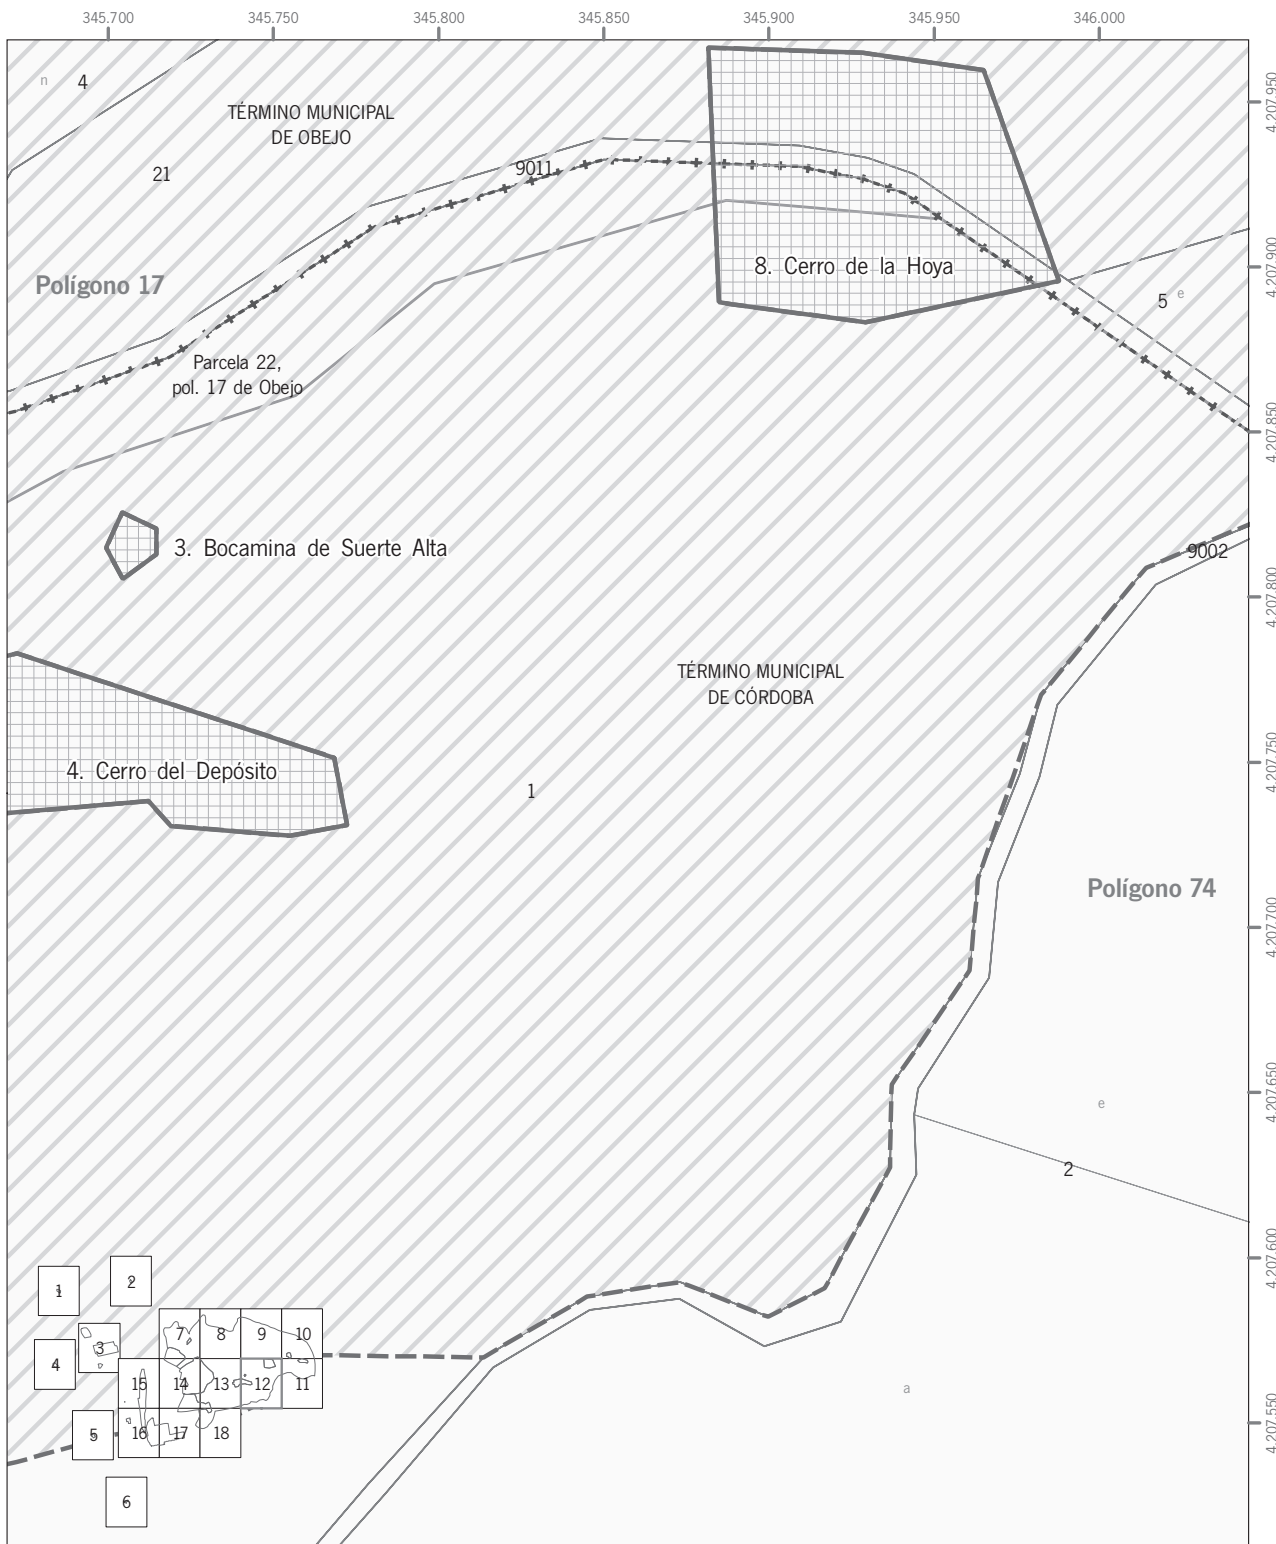 345.700 345.750 345.800 345.850 345.900 345.950 346.000
n 4
4.207.950
TÉRMINO MUNICIPAL
DE OBEJO
9011
21
4.207.900
8. Cerro de la Hoya
Polígono 17
5 e
Parcela 22,
pol. 17 de Obejo
4.207.850
3. Bocamina de Suerte Alta
9002
4.207.800
TÉRMINO MUNICIPAL
DE CÓRDOBA
4.207.750
4. Cerro del Depósito
1
Polígono 74
4.207.700
4.207.650
e
2
4.207.600
1
2
7 8 9 10
3
4
15 14 13 12 11
a
4.207.550
5
16 17 18
6